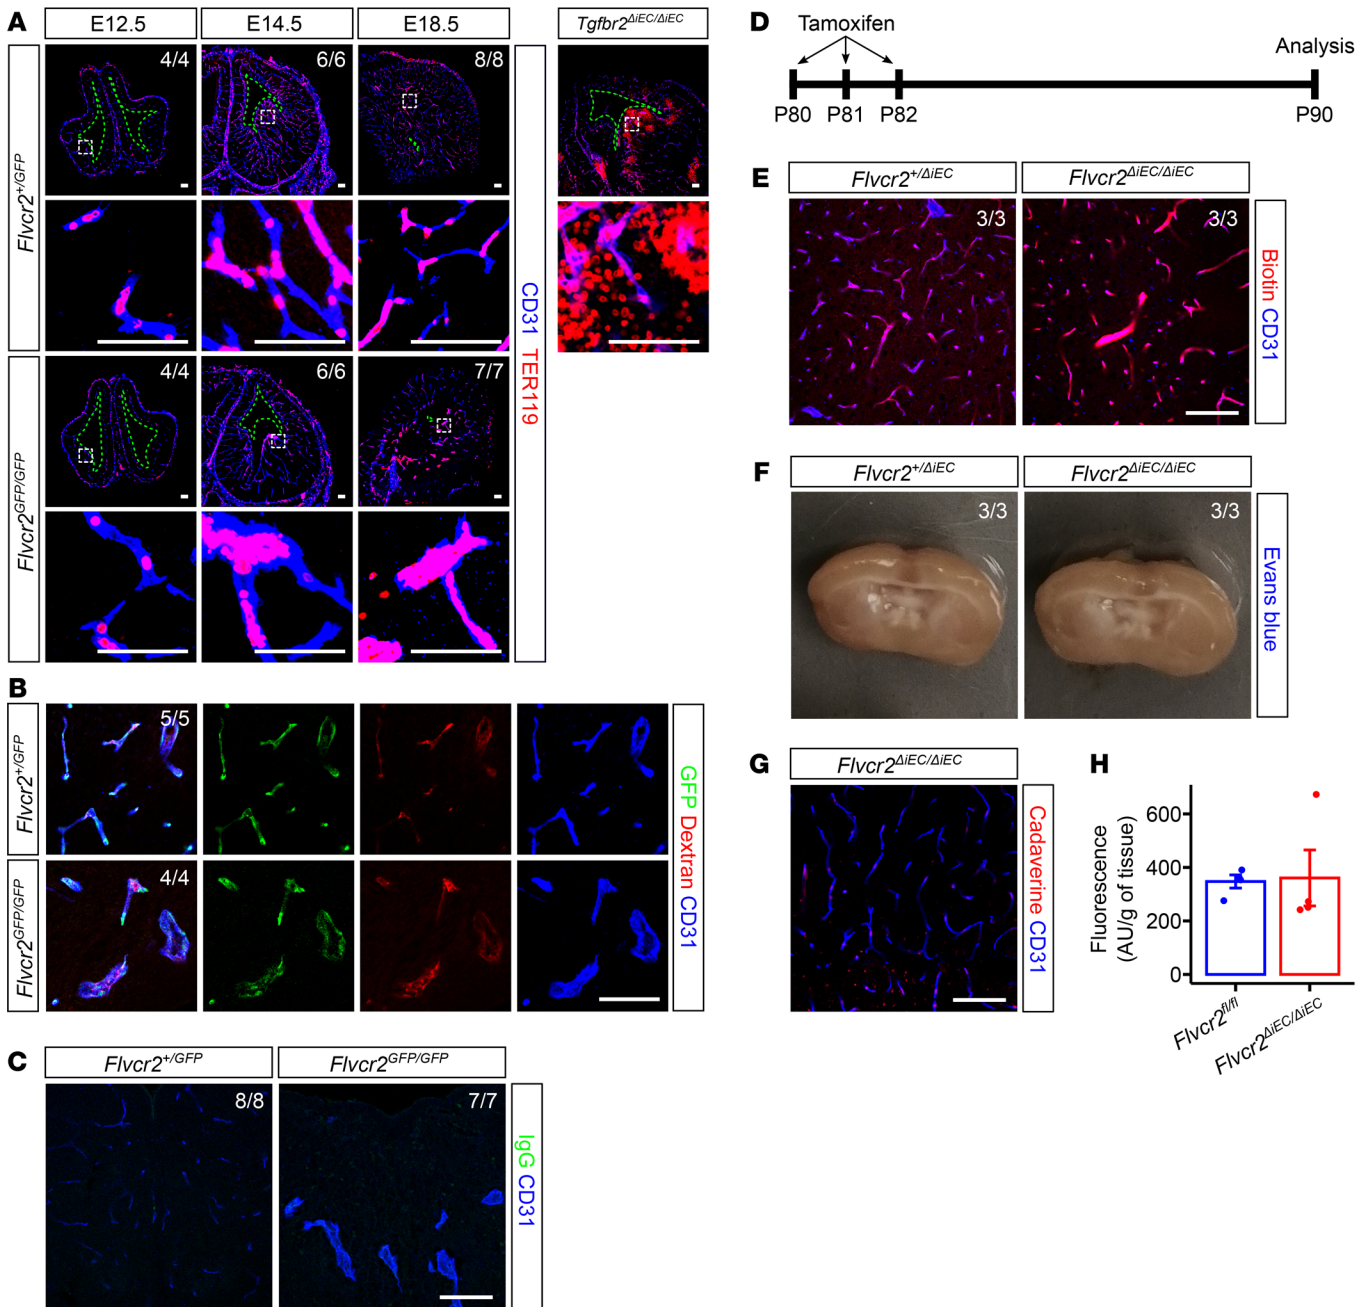 A
E12.5
E14.5
E18.5
Tgfbr2ΔiEC/ΔiEC
Flvcr2+/GFP
4/4
6/6
8/8
Flvcr2GFP/GFP
4/4
6/6
7/7
CD31 TER119
B
Flvcr2+/GFP
5/5
Flvcr2GFP/GFP
4/4
GFP Dextran CD31
C
Flvcr2+/GFP
Flvcr2GFP/GFP
8/8
7/7
IgG CD31
D
Tamoxifen
Analysis
P80
P81
P82
P90
E
Flvcr2+/ΔiEC
Flvcr2ΔiEC/ΔiEC
3/3
3/3
Biotin CD31
F
Flvcr2+/ΔiEC
Flvcr2ΔiEC/ΔiEC
3/3
3/3
Evans blue
G
Flvcr2ΔiEC/ΔiEC
Cadaverine CD31
H
Fluorescence
(AU/g of tissue)
600
400
200
0
Flvcr2fl/fl
Flvcr2ΔiEC/ΔiEC